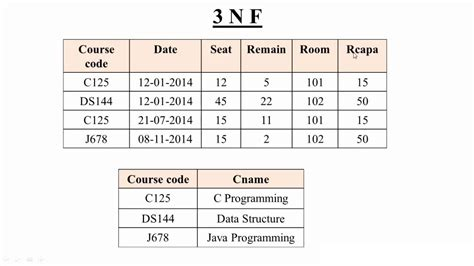 3 N F
Course code Date Seat Remain Room Rcapa
C125 12-01-2014 12 5 101 15
DS144 12-01-2014 45 22 102 50
C125 21-07-2014 15 11 101 15
J678 08-11-2014 15 2 102 50
Course code Cname
C125 C Programming
DS144 Data Structure
J678 Java Programming